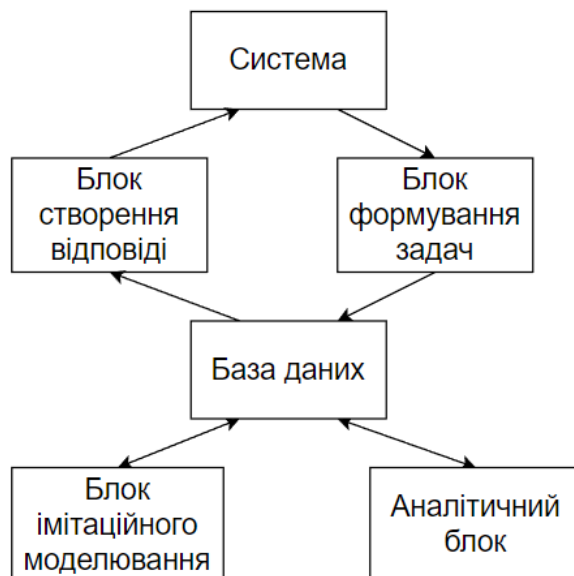 Система
Блок
створення
відповіді
Блок
формування
задач
База даних
Блок
імітаційного
моделювання
Аналітичний
блок